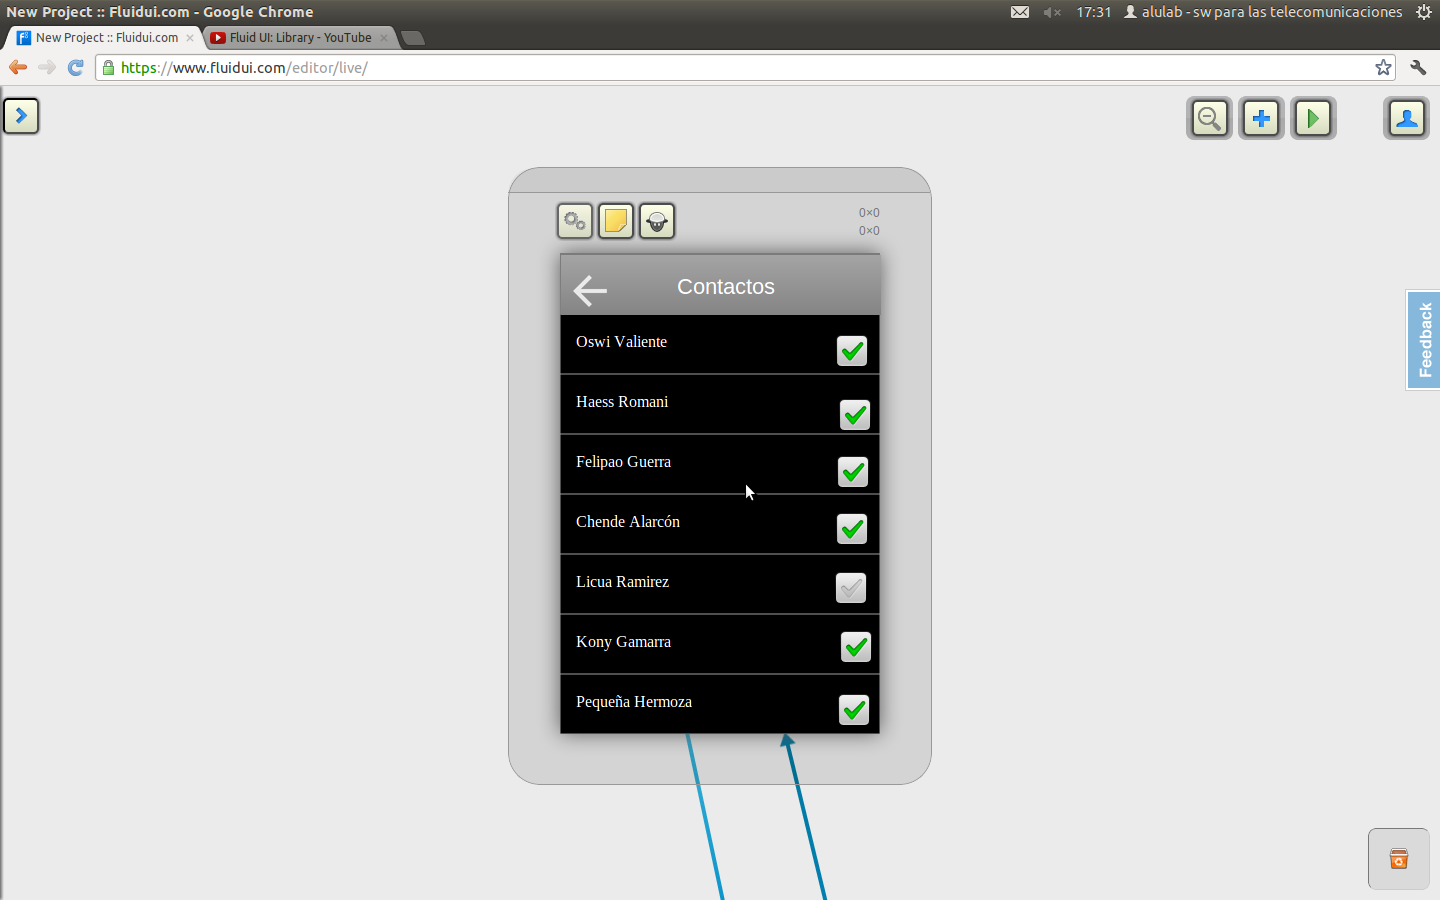 New Project :: Fluidui.com - Google Chrome
17:31 alulab - sw para las telecomunicaciones
New Project :: Fluidui.com
Fluid UI: Library - YouTube
https://www.fluidui.com/editor/live/
0×0
0×0
Contactos
Oswi Valiente
Haess Romani
Felipao Guerra
Chende Alarcón
Licua Ramirez
Kony Gamarra
Pequeña Hermoza
Feedback